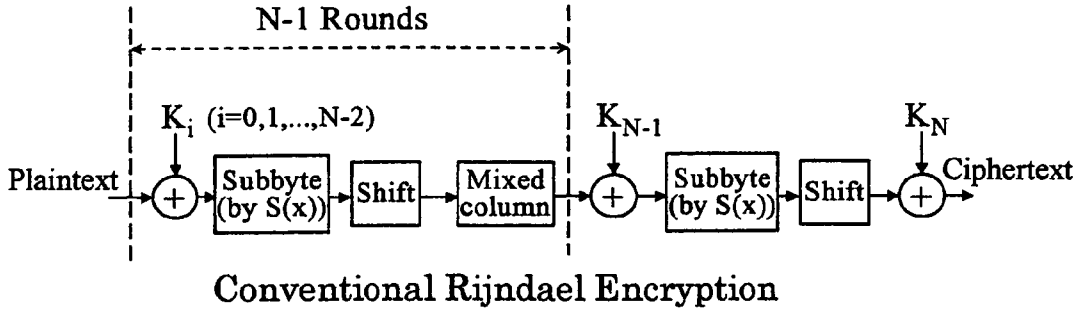 N-1 Rounds
K_i (i=0,1,...,N-2)
K_{N-1}
K_N
Plaintext
+
Subbyte
(by S(x))
Shift
Mixed
column
+
Subbyte
(by S(x))
Shift
+
Ciphertext
Conventional Rijndael Encryption